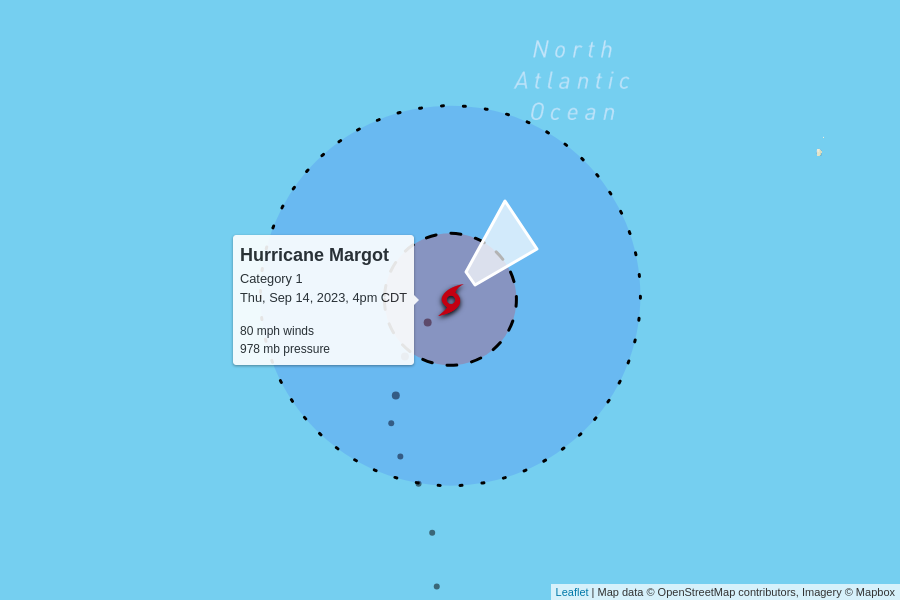 North
Atlantic
Ocean
Hurricane Margot
Category 1
Thu, Sep 14, 2023, 4pm CDT
80 mph winds
978 mb pressure
Leaflet | Map data © OpenStreetMap contributors, Imagery © Mapbox